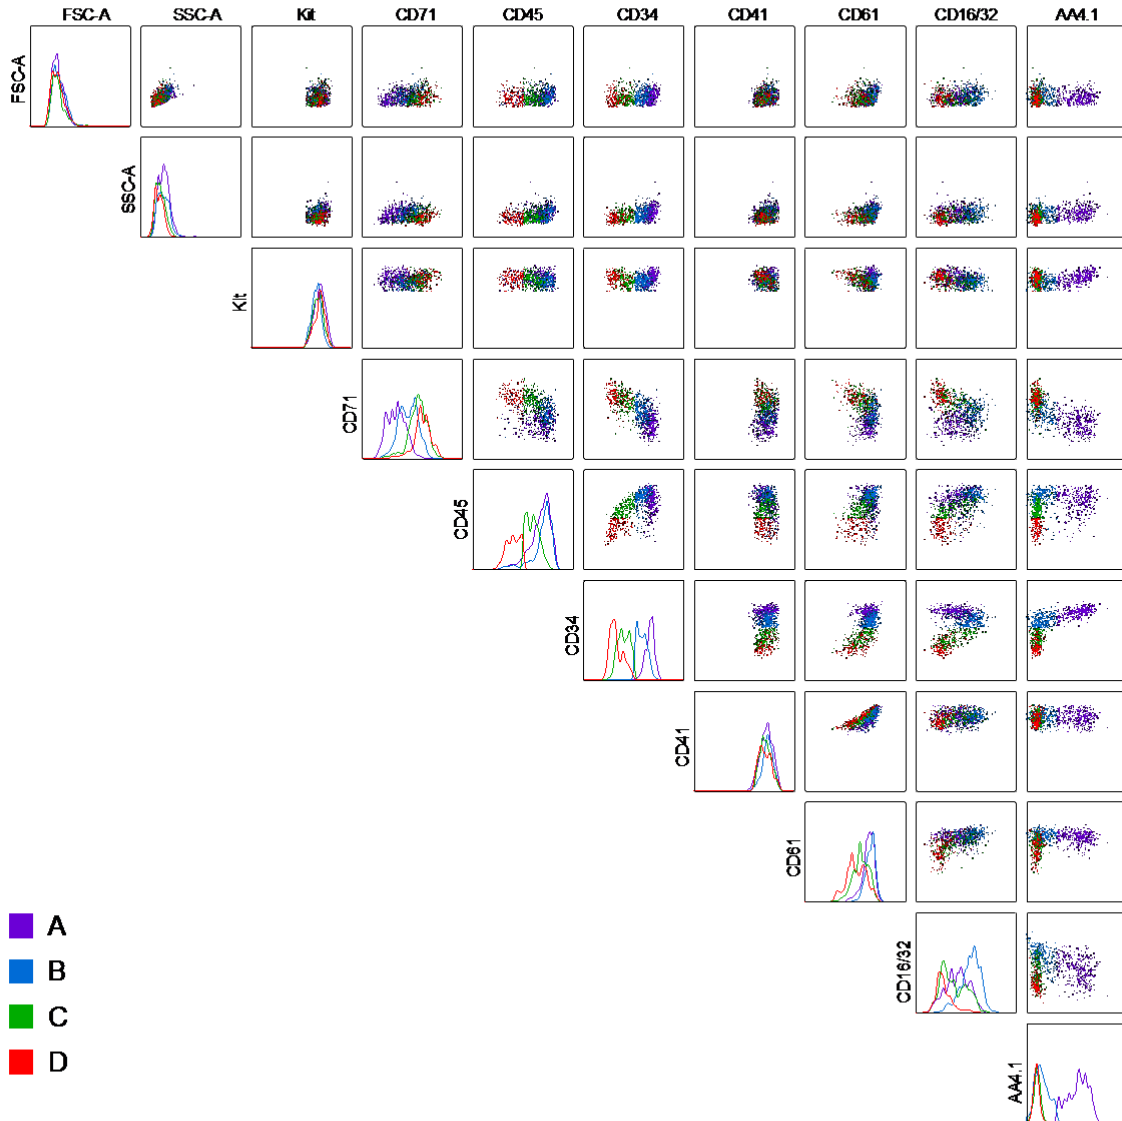 FSC-A SSC-A Kit CD71 CD45 CD34 CD41 CD61 CD16/32 AA4.1
FSC-A
SSC-A
Kit
CD71
CD45
CD34
CD41
CD61
CD16/32
AA4.1
A
B
C
D